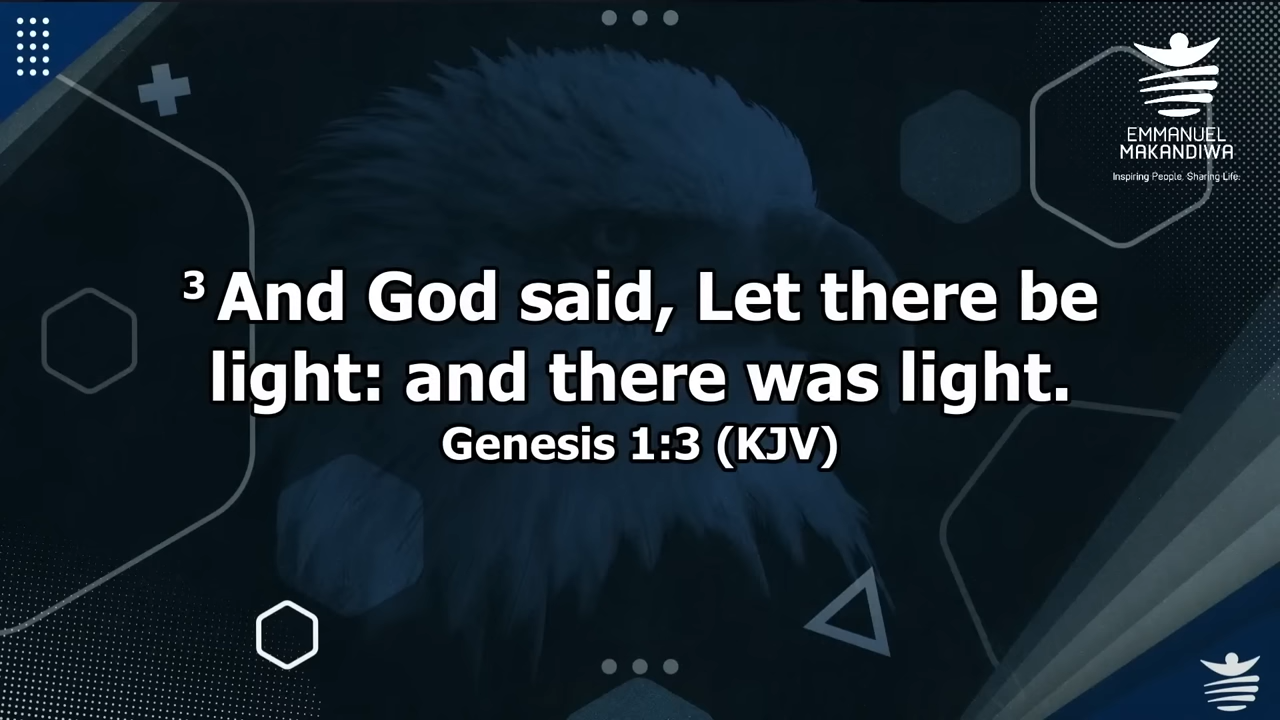 EMMANUEL
MAKANDIWA
Inspiring People. Sharing Life.
3 And God said, Let there be
light: and there was light.
Genesis 1:3 (KJV)